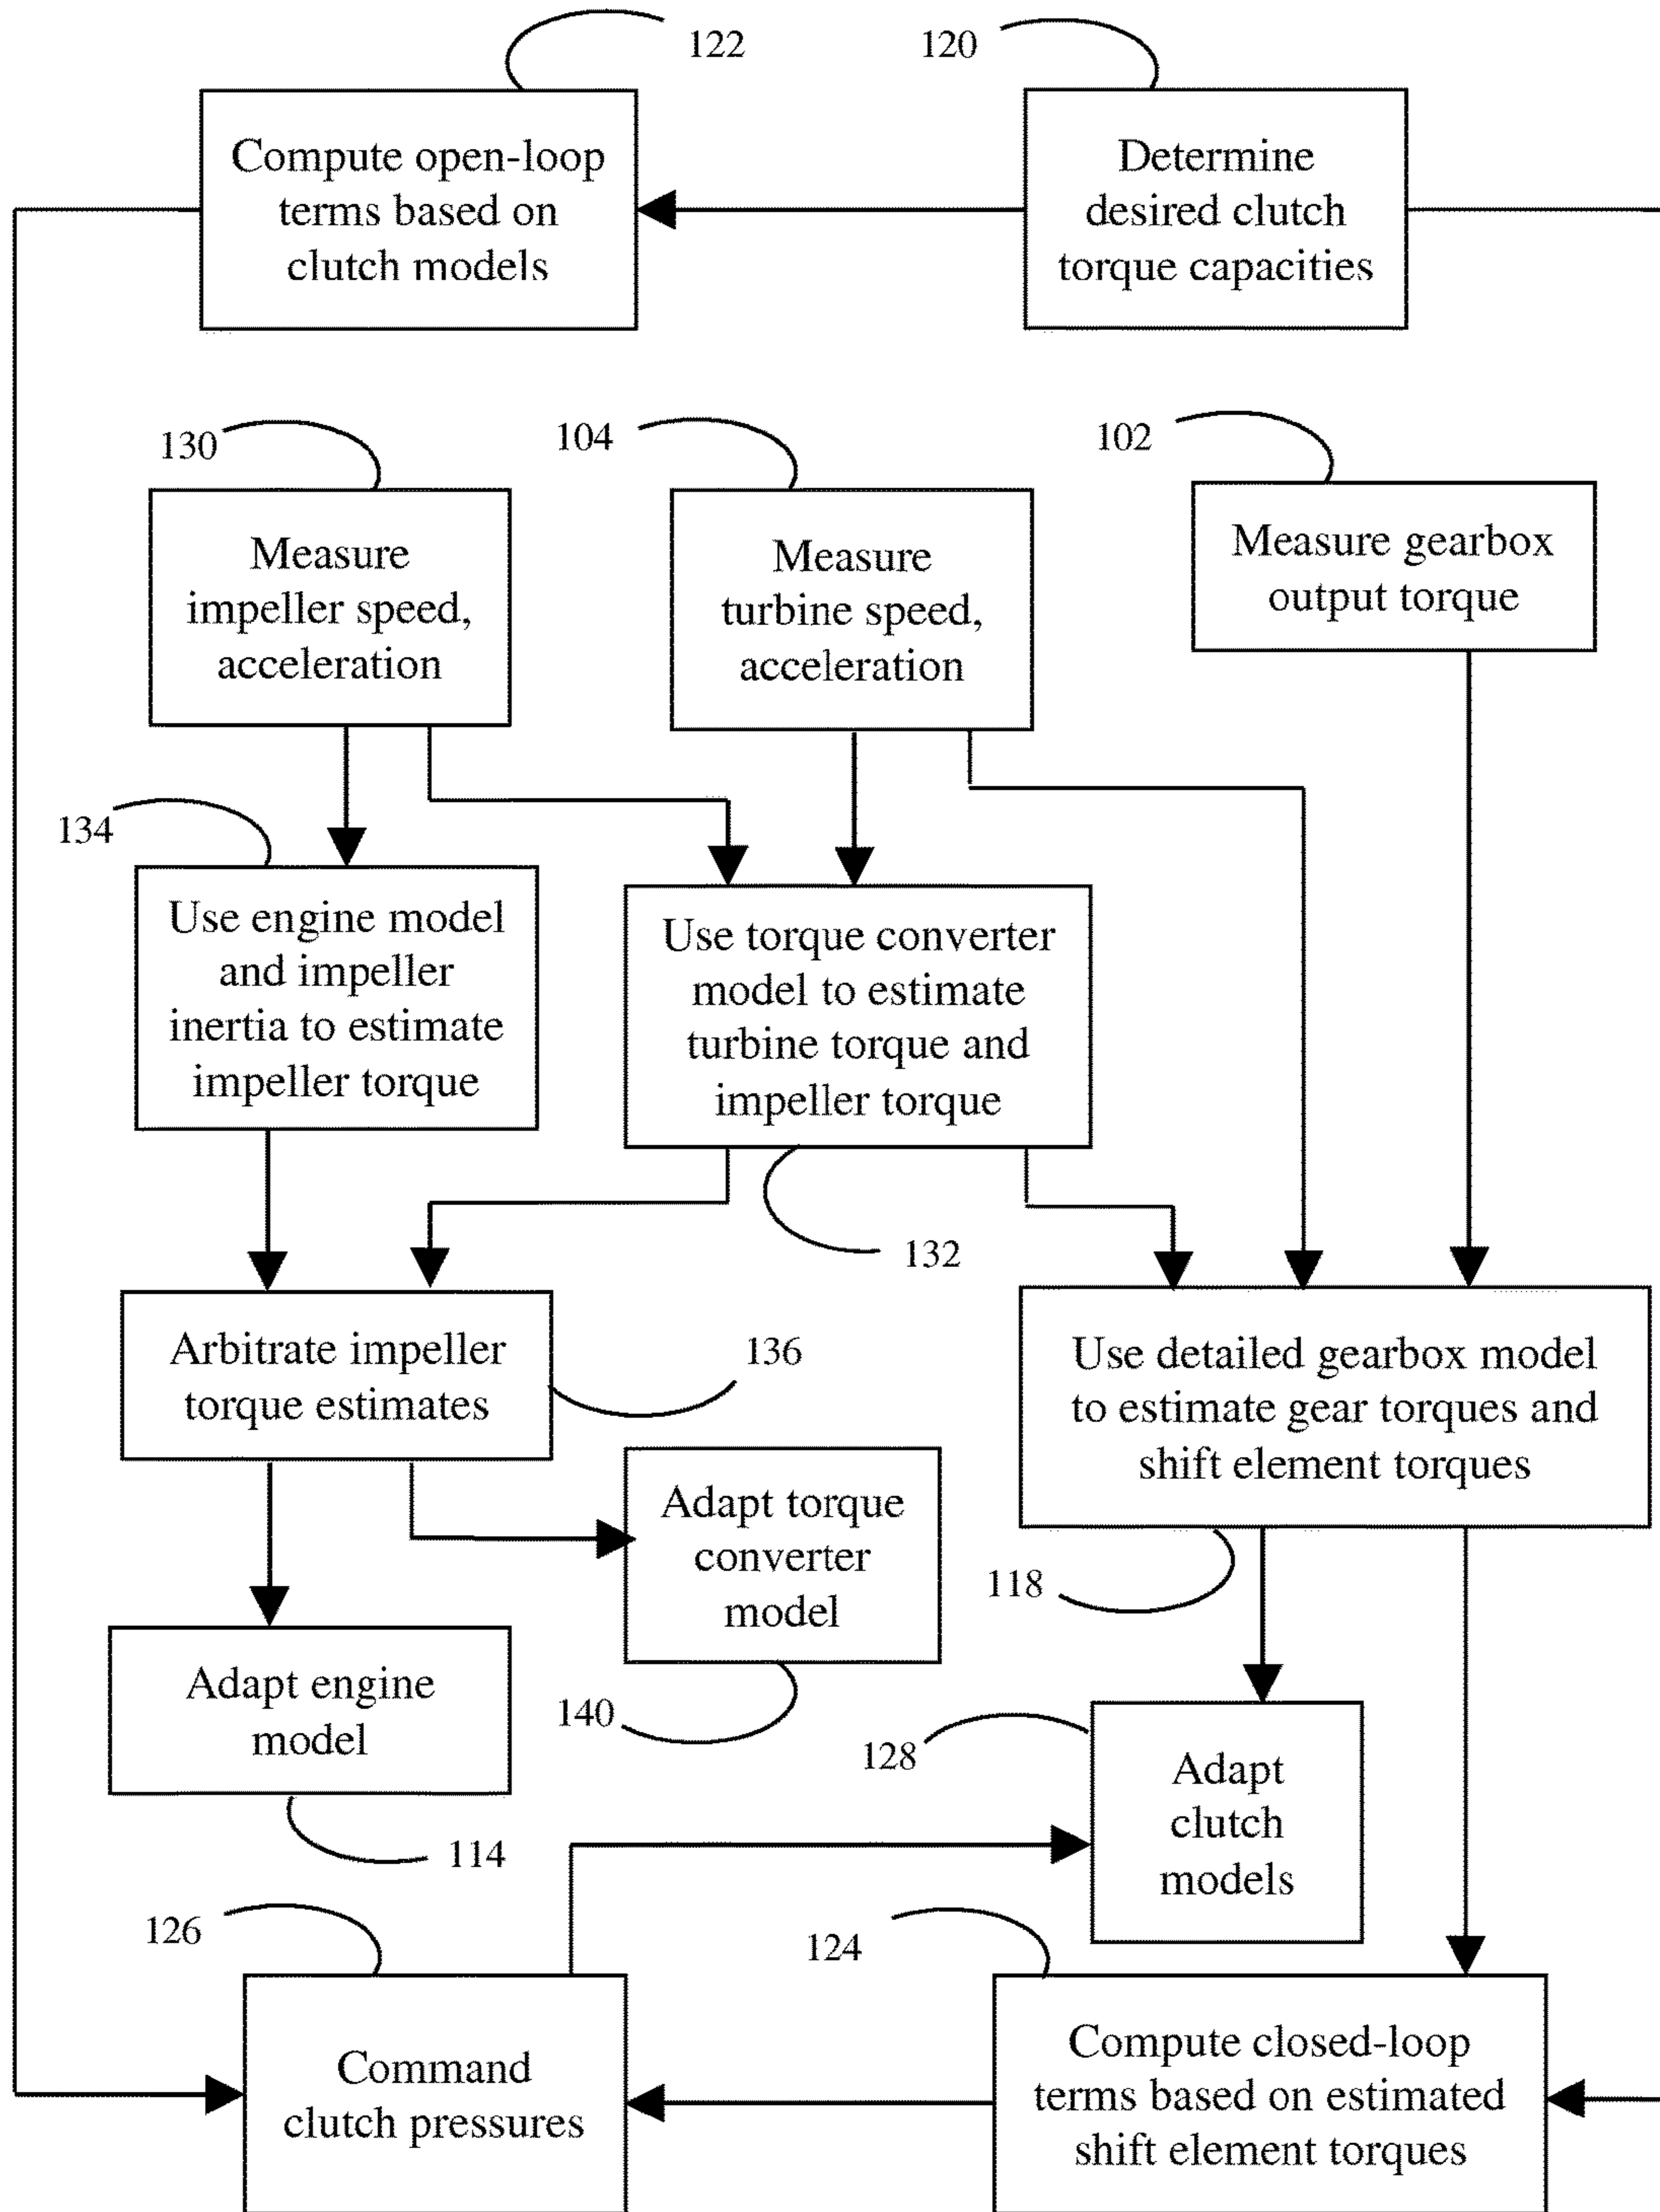 122
120
Compute open-loop
terms based on
clutch models
Determine
desired clutch
torque capacities
130
104
102
Measure
impeller speed,
acceleration
Measure
turbine speed,
acceleration
Measure gearbox
output torque
134
Use engine model
and impeller
inertia to estimate
impeller torque
Use torque converter
model to estimate
turbine torque and
impeller torque
132
Arbitrate impeller
torque estimates
136
Use detailed gearbox model
to estimate gear torques and
shift element torques
Adapt torque
converter
model
118
Adapt engine
model
140
128
Adapt
clutch
models
114
126
124
Command
clutch pressures
Compute closed-loop
terms based on estimated
shift element torques